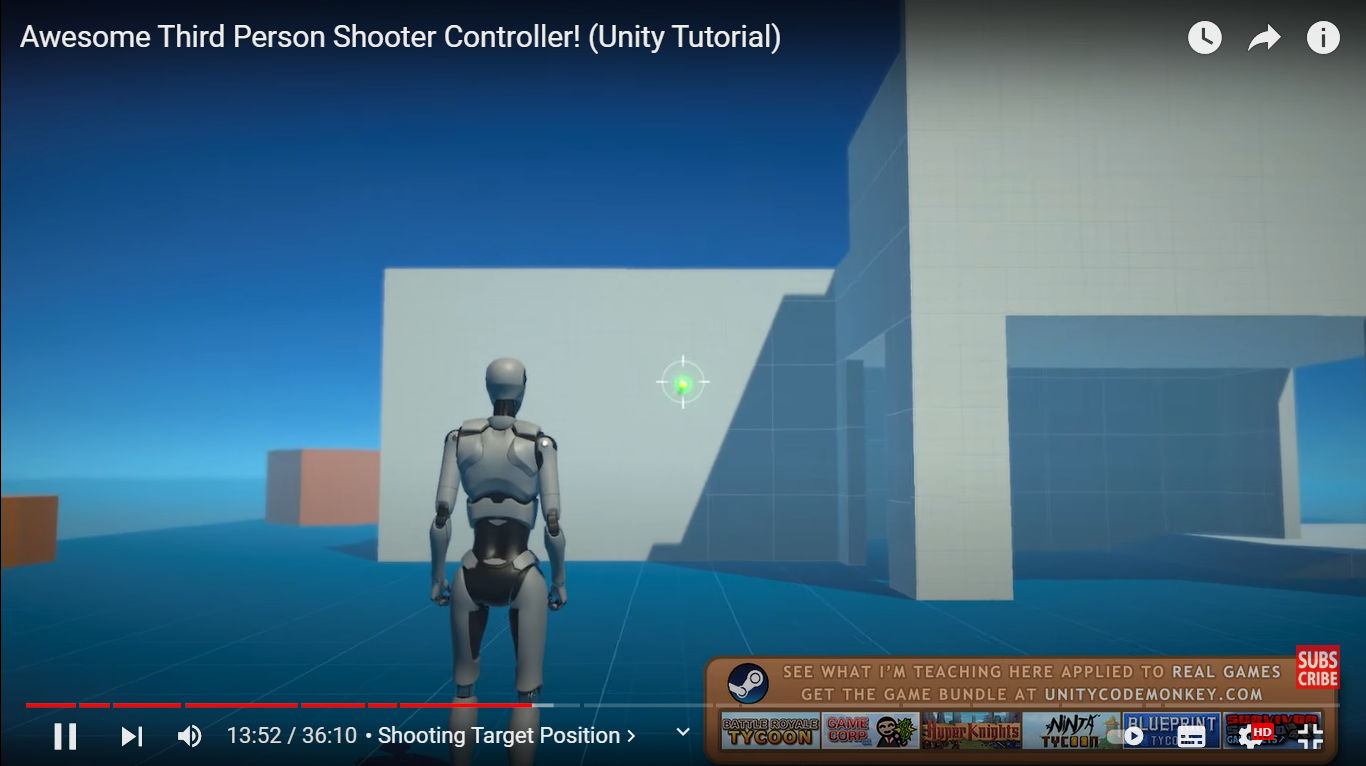 Awesome Third Person Shooter Controller! (Unity Tutorial)
SEE WHAT I'M TEACHING HERE APPLIED TO REAL GAMES
GET THE GAME BUNDLE AT UNITYCODEMONKEY.COM
SUBS
CRIBE
BATTLE ROYALE
TYCOON
GAME
CORP
HyperKnights
NINJA
TYCOON
BLUEPRINT
SURVIVOR
13:52 / 36:10 • Shooting Target Position
HD